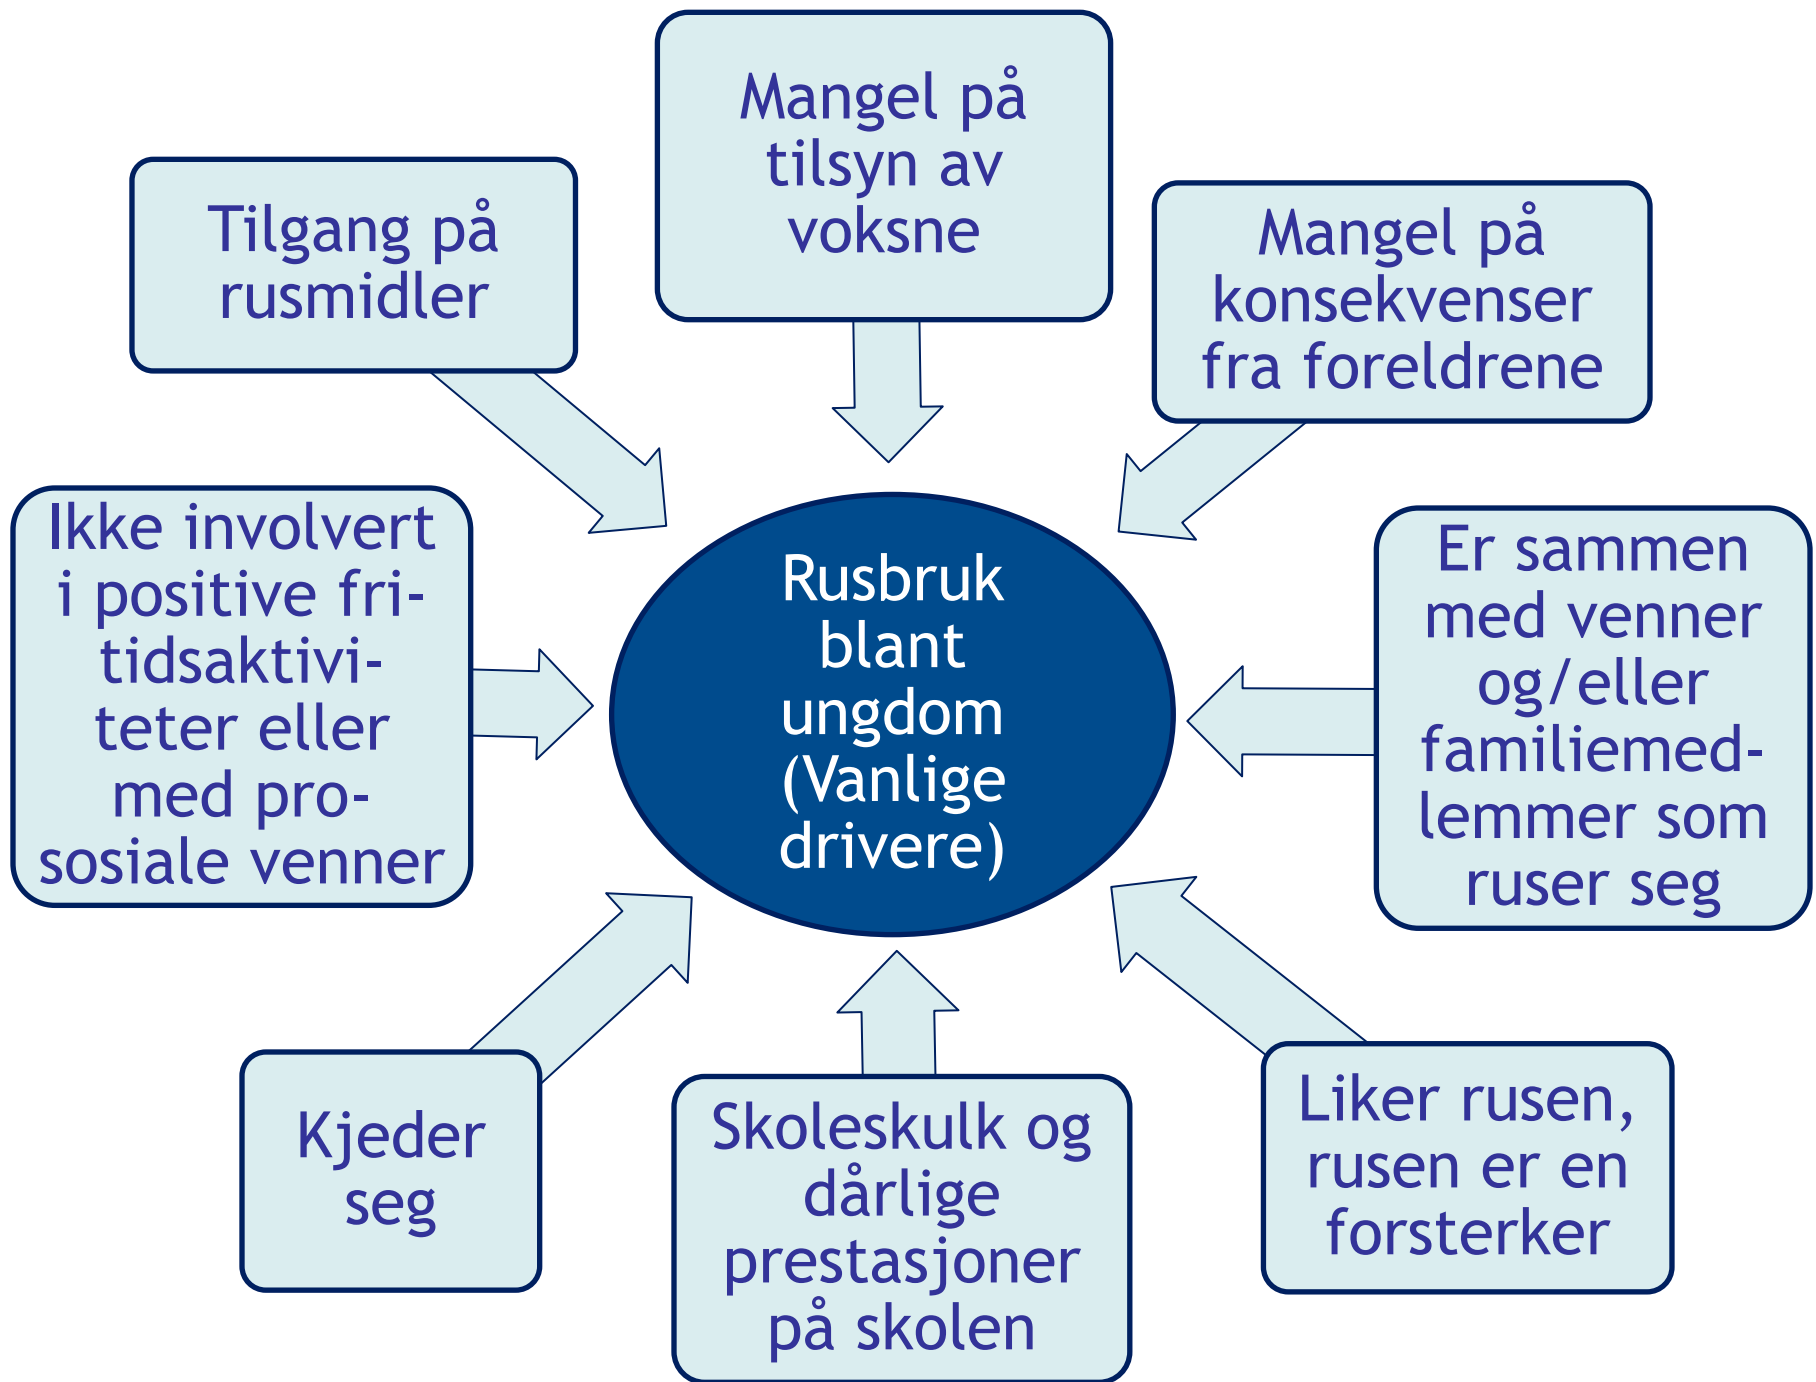 Mangel på
tilsyn av
voksne
Tilgang på
rusmidler
Mangel på
konsekvenser
fra foreldrene
Ikke involvert
i positive fri-
tidsaktivi-
teter eller
med pro-
sosiale venner
Rusbruk
blant
ungdom
(Vanlige
drivere)
Er sammen
med venner
og/eller
familiemed-
lemmer som
ruser seg
Kjeder
seg
Skoleskulk og
dårlige
prestasjoner
på skolen
Liker rusen,
rusen er en
forsterker